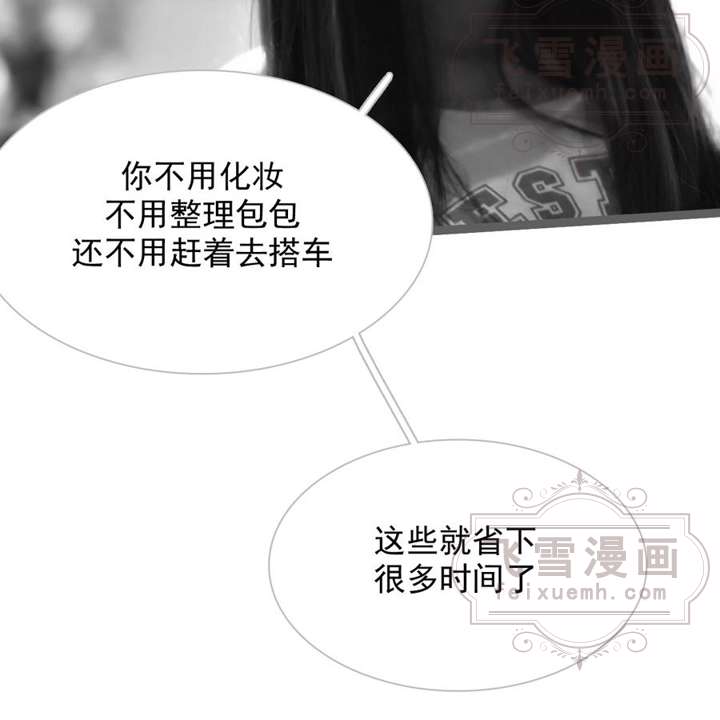 飞雪漫画
feixuemh.com
EST
你不用化妆
不用整理包包
还不用赶着去搭车
这些就省下
很多时间了
飞雪漫画
feixuemh.com